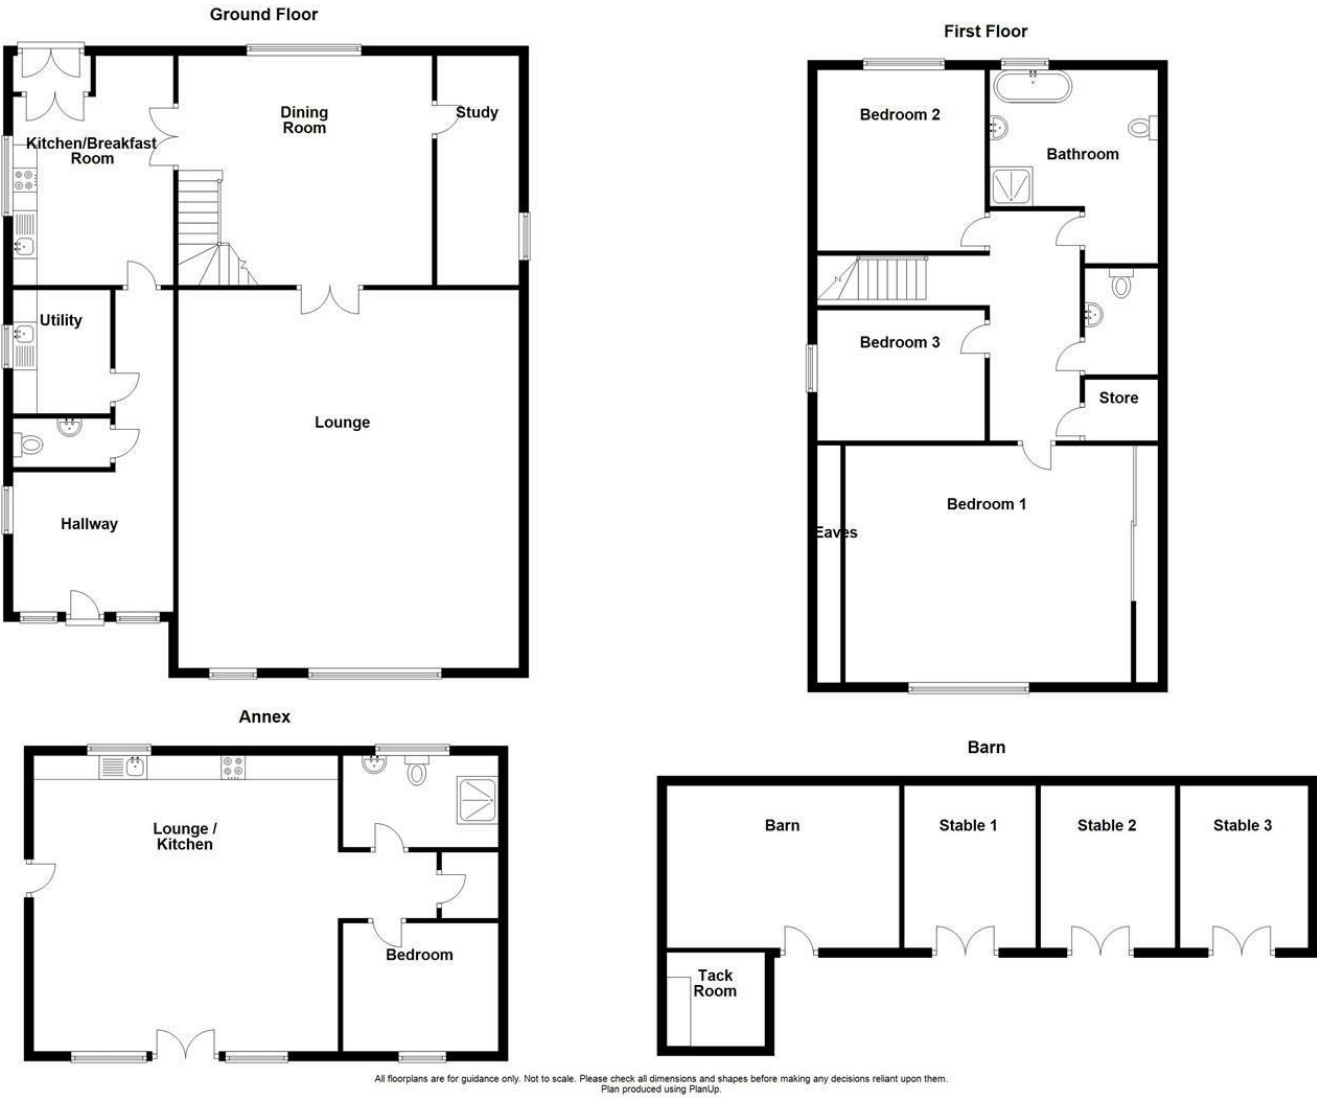 Ground Floor
Dining
Room
Study
Kitchen/Breakfast
Room
Utility
Lounge
Hallway
First Floor
Bedroom 2
Bathroom
Bedroom 3
Store
Bedroom 1
Eaves
Annex
Lounge /
Kitchen
Bedroom
Barn
Barn
Stable 1
Stable 2
Stable 3
Tack
Room
All floorplans are for guidance only. Not to scale. Please check all dimensions and shapes before making any decisions reliant upon them.
Plan produced using PlanUp.